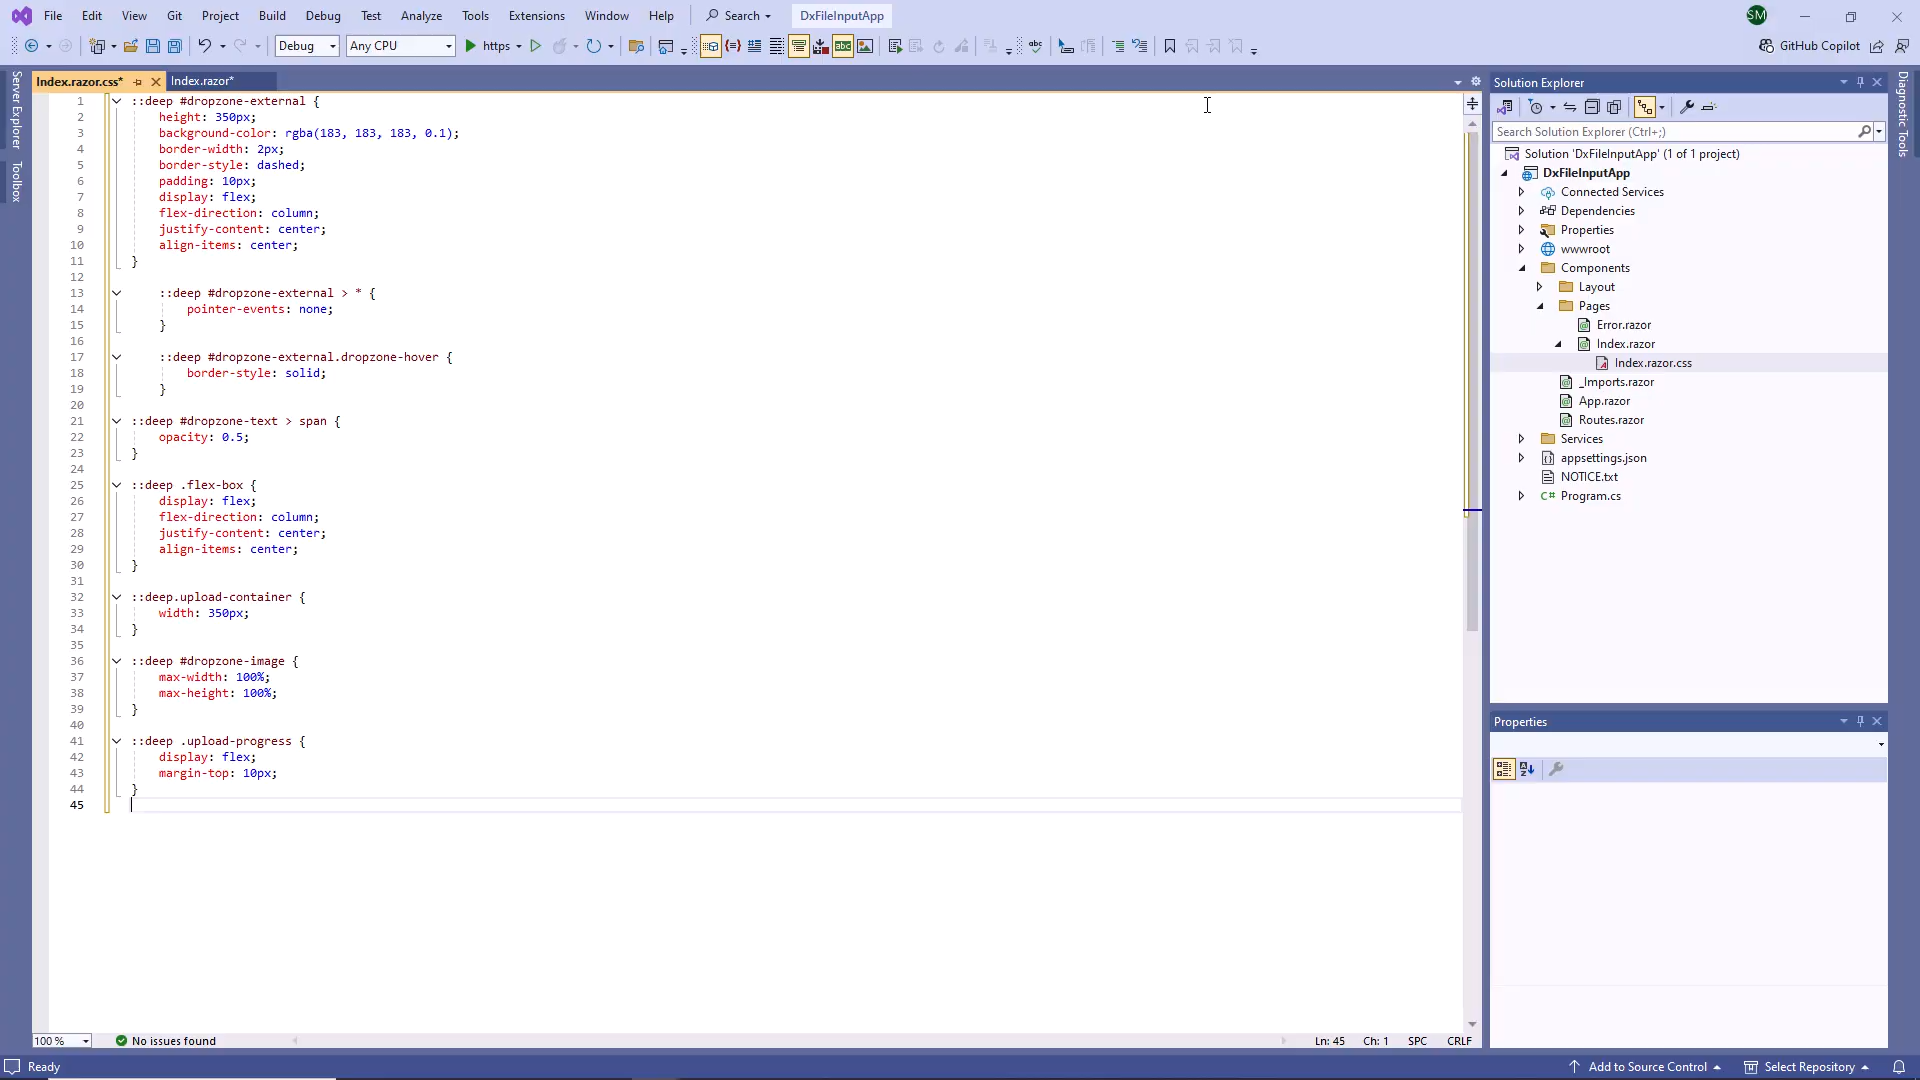 File Edit View Git Project Build Debug Test Analyze Tools Extensions Window Help Search DxFileInputApp SM
Debug Any CPU https abc abc GitHub Copilot
Server Explorer
Toolbox
Index.razor.css* Index.razor*
1 ::deep #dropzone-external {
2 height: 350px;
3 background-color: rgba(183, 183, 183, 0.1);
4 border-width: 2px;
5 border-style: dashed;
6 padding: 10px;
7 display: flex;
8 flex-direction: column;
9 justify-content: center;
10 align-items: center;
11 }
12
13 ::deep #dropzone-external > * {
14 pointer-events: none;
15 }
16
17 ::deep #dropzone-external.dropzone-hover {
18 border-style: solid;
19 }
20
21 ::deep #dropzone-text > span {
22 opacity: 0.5;
23 }
24
25 ::deep .flex-box {
26 display: flex;
27 flex-direction: column;
28 justify-content: center;
29 align-items: center;
30 }
31
32 ::deep.upload-container {
33 width: 350px;
34 }
35
36 ::deep #dropzone-image {
37 max-width: 100%;
38 max-height: 100%;
39 }
40
41 ::deep .upload-progress {
42 display: flex;
43 margin-top: 10px;
44 }
45
100 % No issues found Ln: 45 Ch: 1 SPC CRLF
Solution Explorer
Search Solution Explorer (Ctrl+;)
Solution 'DxFileInputApp' (1 of 1 project)
DxFileInputApp
Connected Services
Dependencies
Properties
wwwroot
Components
Layout
Pages
Error.razor
Index.razor
Index.razor.css
_Imports.razor
App.razor
Routes.razor
Services
appsettings.json
NOTICE.txt
C# Program.cs
Properties
Diagnostic Tools
Ready Add to Source Control Select Repository